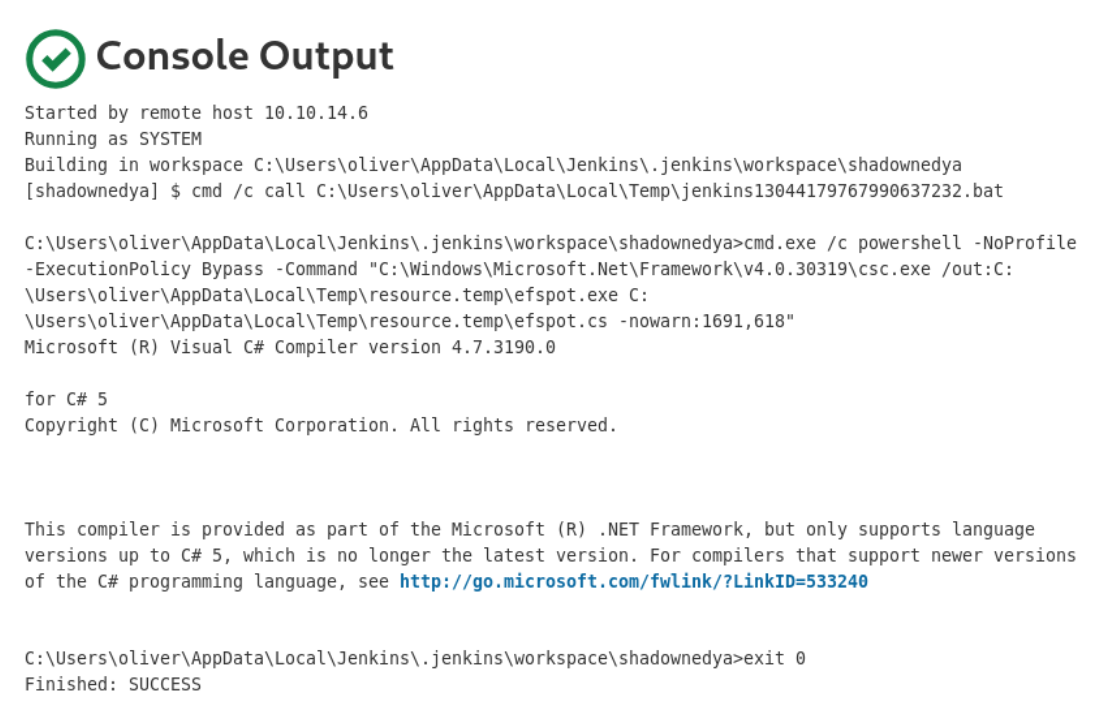 Console Output
Started by remote host 10.10.14.6
Running as SYSTEM
Building in workspace C:\Users\oliver\AppData\Local\Jenkins\.jenkins\workspace\shadownedya
[shadownedya] $ cmd /c call C:\Users\oliver\AppData\Local\Temp\jenkins13044179767990637232.bat
C:\Users\oliver\AppData\Local\Jenkins\.jenkins\workspace\shadownedya>cmd.exe /c powershell -NoProfile
-ExecutionPolicy Bypass -Command "C:\Windows\Microsoft.Net\Framework\v4.0.30319\csc.exe /out:C:
\Users\oliver\AppData\Local\Temp\resource.temp\efspot.exe C:
\Users\oliver\AppData\Local\Temp\resource.temp\efspot.cs -nowarn:1691,618"
Microsoft (R) Visual C# Compiler version 4.7.3190.0
for C# 5
Copyright (C) Microsoft Corporation. All rights reserved.
This compiler is provided as part of the Microsoft (R) .NET Framework, but only supports language
versions up to C# 5, which is no longer the latest version. For compilers that support newer versions
of the C# programming language, see http://go.microsoft.com/fwlink/?LinkID=533240
C:\Users\oliver\AppData\Local\Jenkins\.jenkins\workspace\shadownedya>exit 0
Finished: SUCCESS